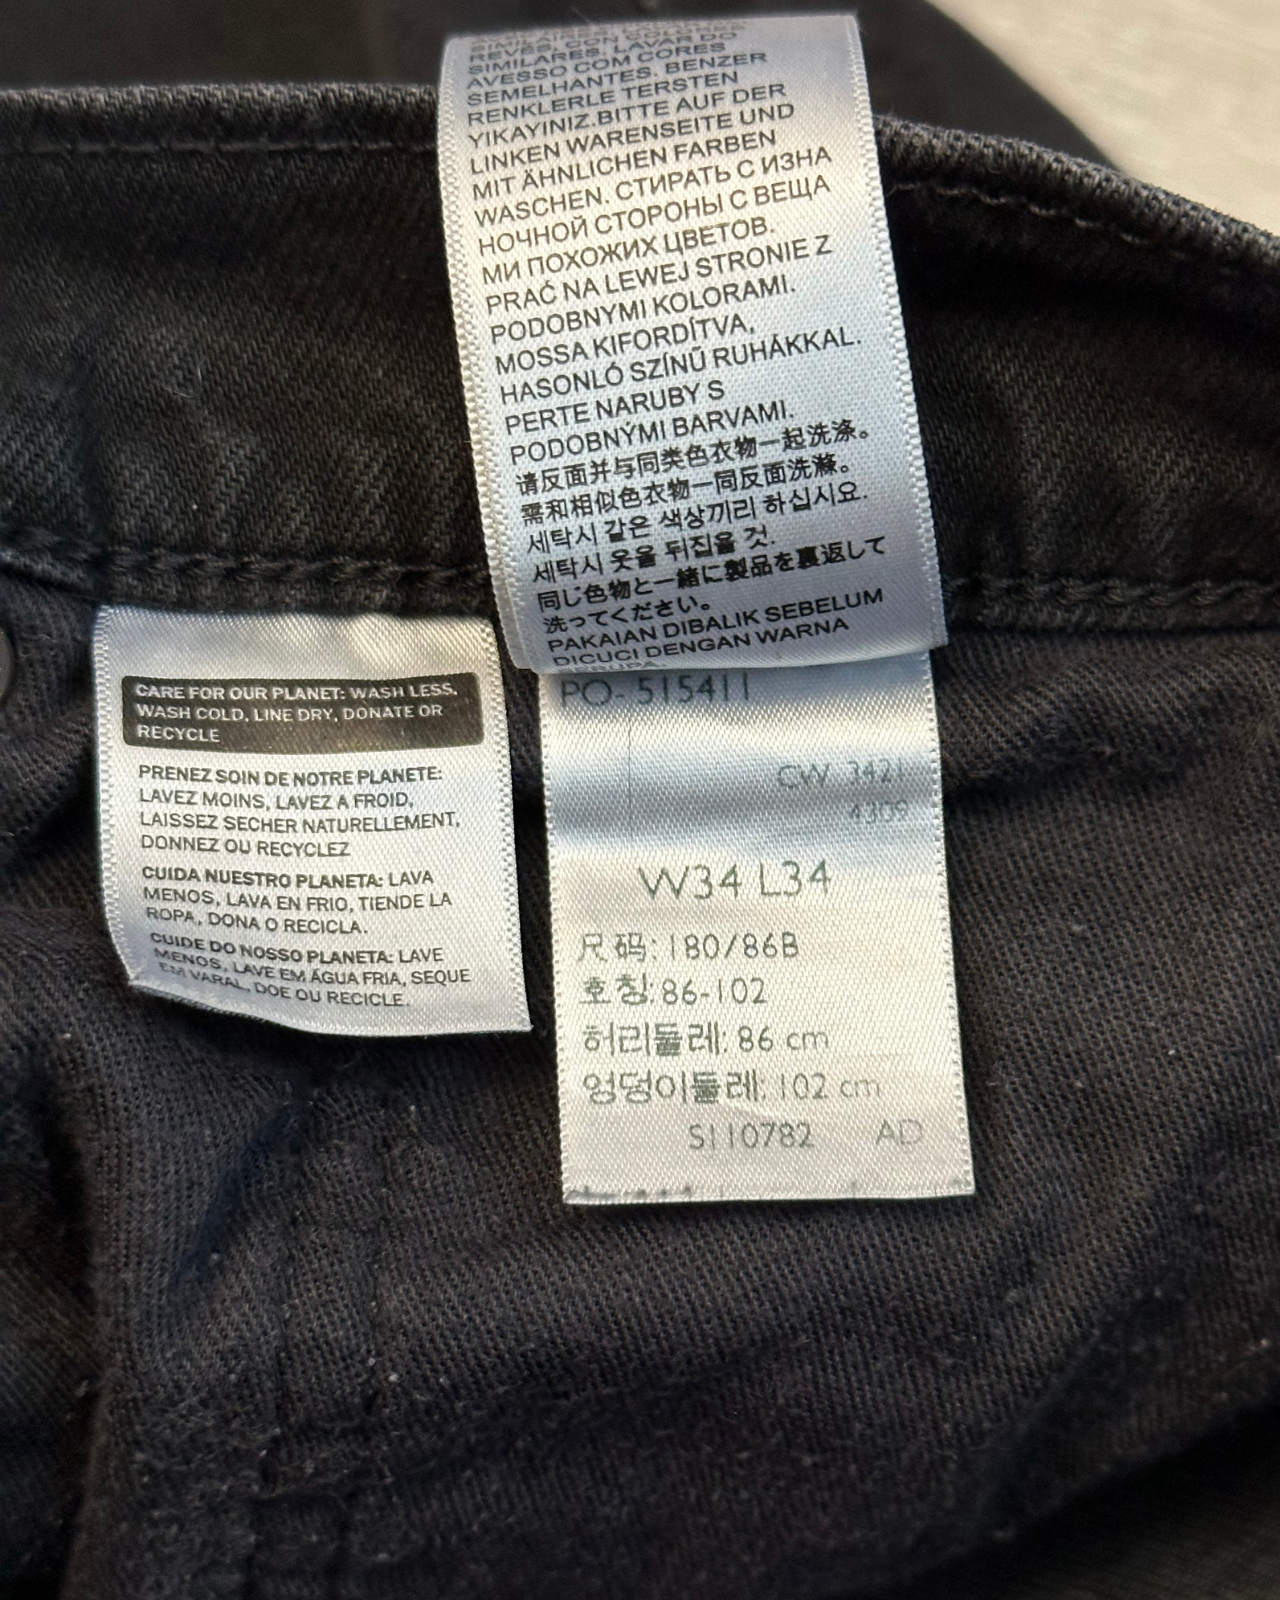 REVÉS, CON COLORES
SIMILARES. LAVAR DO
AVESSO COM CORES
SEMELHANTES. BENZER
RENKLERLE TERSTEN
YIKAYINIZ.BITTE AUF DER
LINKEN WARENSEITE UND
MIT ÄHNLICHEN FARBEN
WASCHEN. СТИРАТЬ С ИЗНА
НОЧНОЙ СТОРОНЫ С ВЕЩА
МИ ПОХОЖИХ ЦВЕТОВ.
PRAĆ NA LEWEJ STRONIE Z
PODOBNYMI KOLORAMI.
MOSSA KIFORDÍTVA,
HASONLÓ SZÍNŰ RUHÁKKAL.
PERTE NARUBY S
PODOBNÝMI BARVAMI.
请反面并与同类色衣物一起洗涤。
需和相似色衣物一同反面洗滌。
세탁시 같은 색상끼리 하십시요.
세탁시 옷을 뒤집을 것.
同じ色物と一緒に製品を裏返して
洗ってください。
PAKAIAN DIBALIK SEBELUM
DICUCI DENGAN WARNA
SERUPA.
CARE FOR OUR PLANET: WASH LESS,
WASH COLD, LINE DRY, DONATE OR
RECYCLE
PRENEZ SOIN DE NOTRE PLANETE:
LAVEZ MOINS, LAVEZ A FROID,
LAISSEZ SECHER NATURELLEMENT,
DONNEZ OU RECYCLEZ
CUIDA NUESTRO PLANETA: LAVA
MENOS, LAVA EN FRIO, TIENDE LA
ROPA, DONA O RECICLA.
CUIDE DO NOSSO PLANETA: LAVE
MENOS, LAVE EM ÁGUA FRIA, SEQUE
EM VARAL, DOE OU RECICLE.
PO- 515411
CW 3421
4309
W34 L34
尺码: 180/86B
호칭: 86-102
허리둘레: 86 cm
엉덩이둘레: 102 cm
S110782 AD